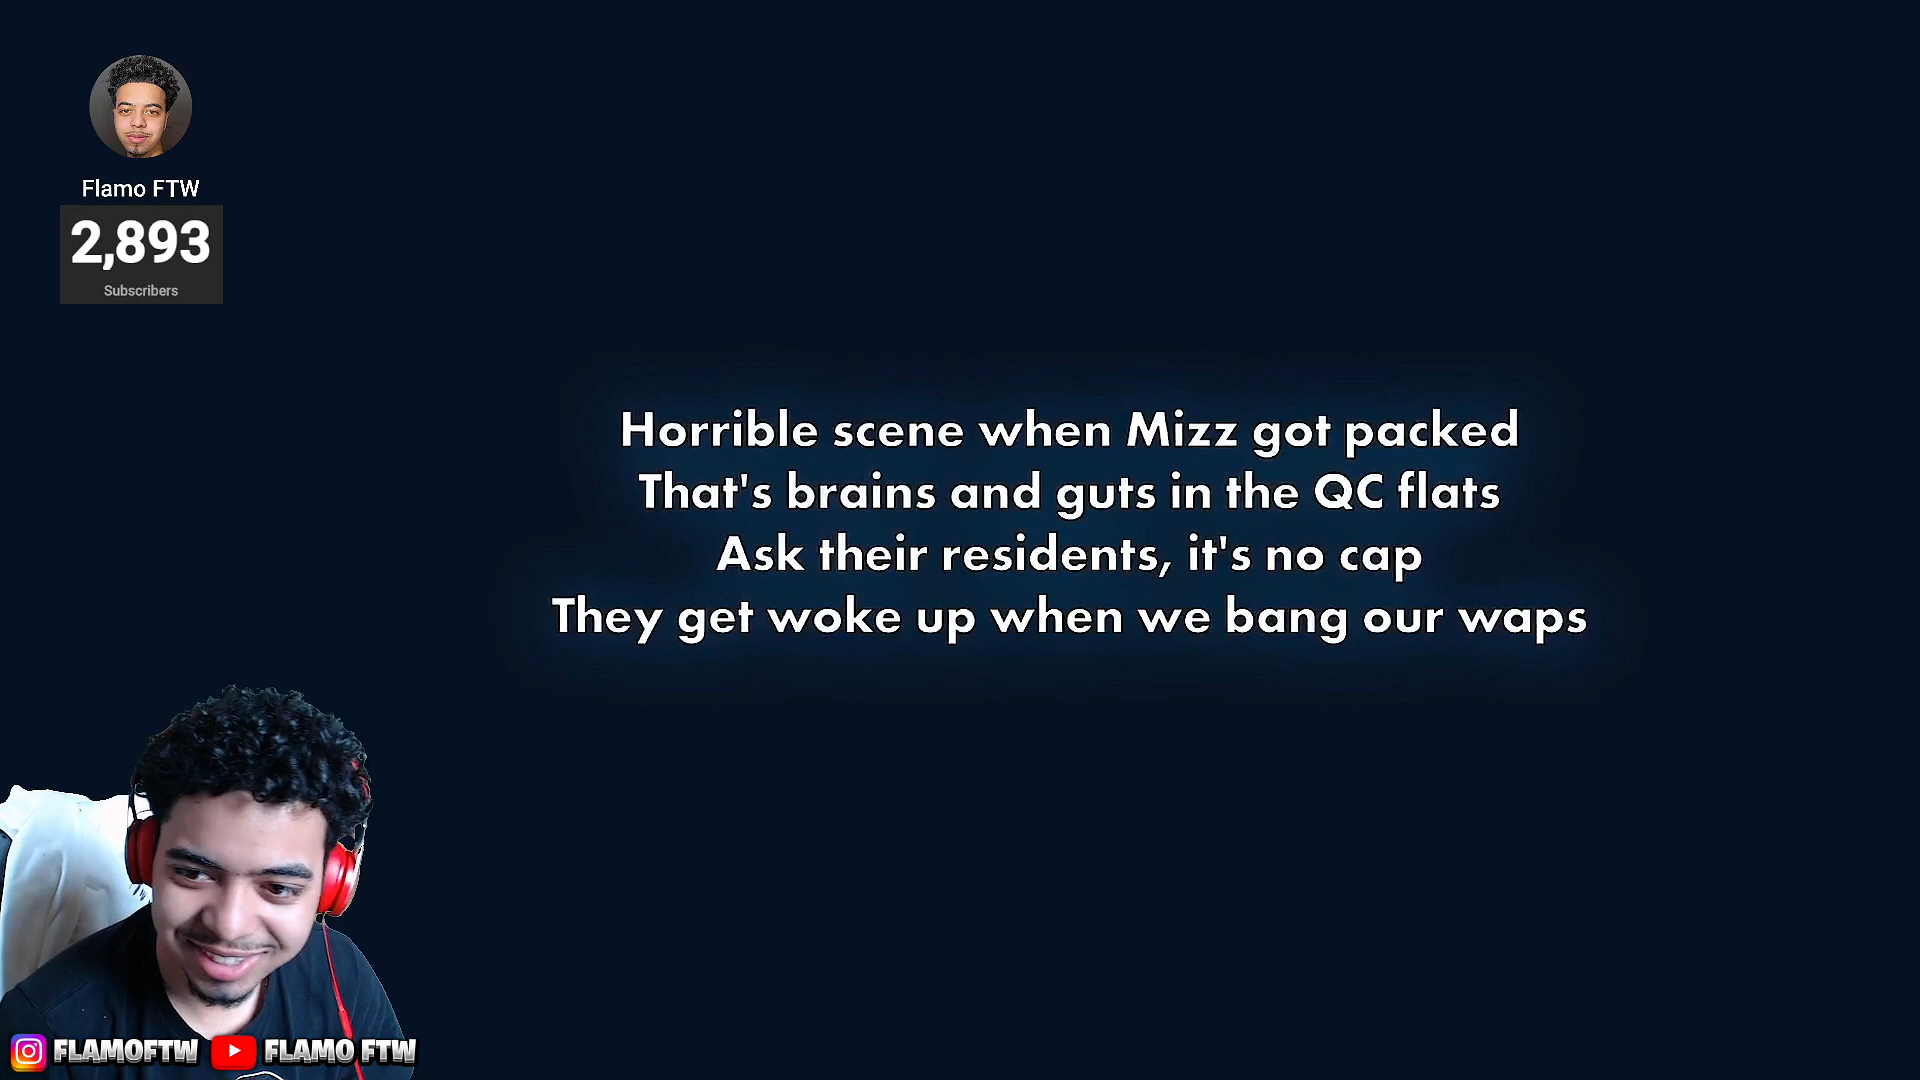 Flamo FTW
2,893
Subscribers
Horrible scene when Mizz got packed
That's brains and guts in the QC flats
Ask their residents, it's no cap
They get woke up when we bang our waps
FLAMOFTW FLAMO FTW